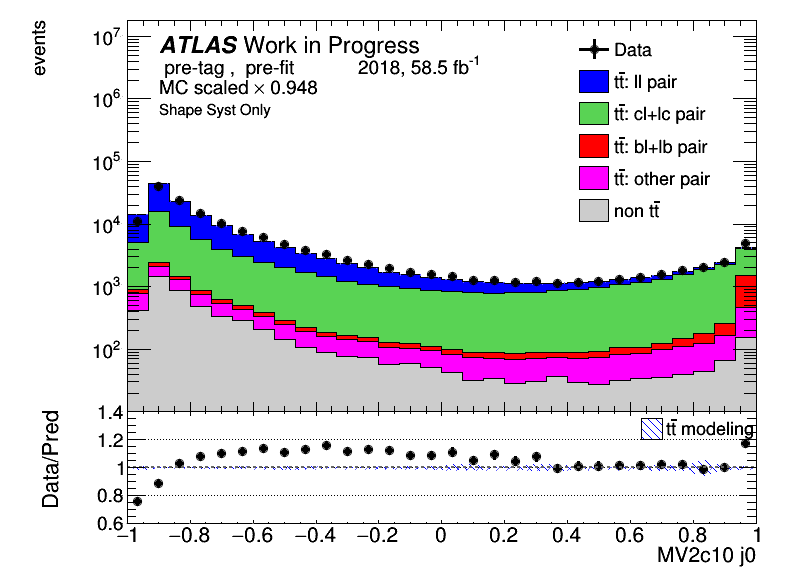 events
10⁷
10⁶
10⁵
10⁴
10³
10²
ATLAS Work in Progress
pre-tag , pre-fit 2018, 58.5 fb⁻¹
MC scaled × 0.948
Shape Syst Only
Data
tt̄: ll pair
tt̄: cl+lc pair
tt̄: bl+lb pair
tt̄: other pair
non tt̄
Data/Pred
1.4
1.2
1
0.8
0.6
tt̄ modeling
−1 −0.8 −0.6 −0.4 −0.2 0 0.2 0.4 0.6 0.8 1
MV2c10 j0